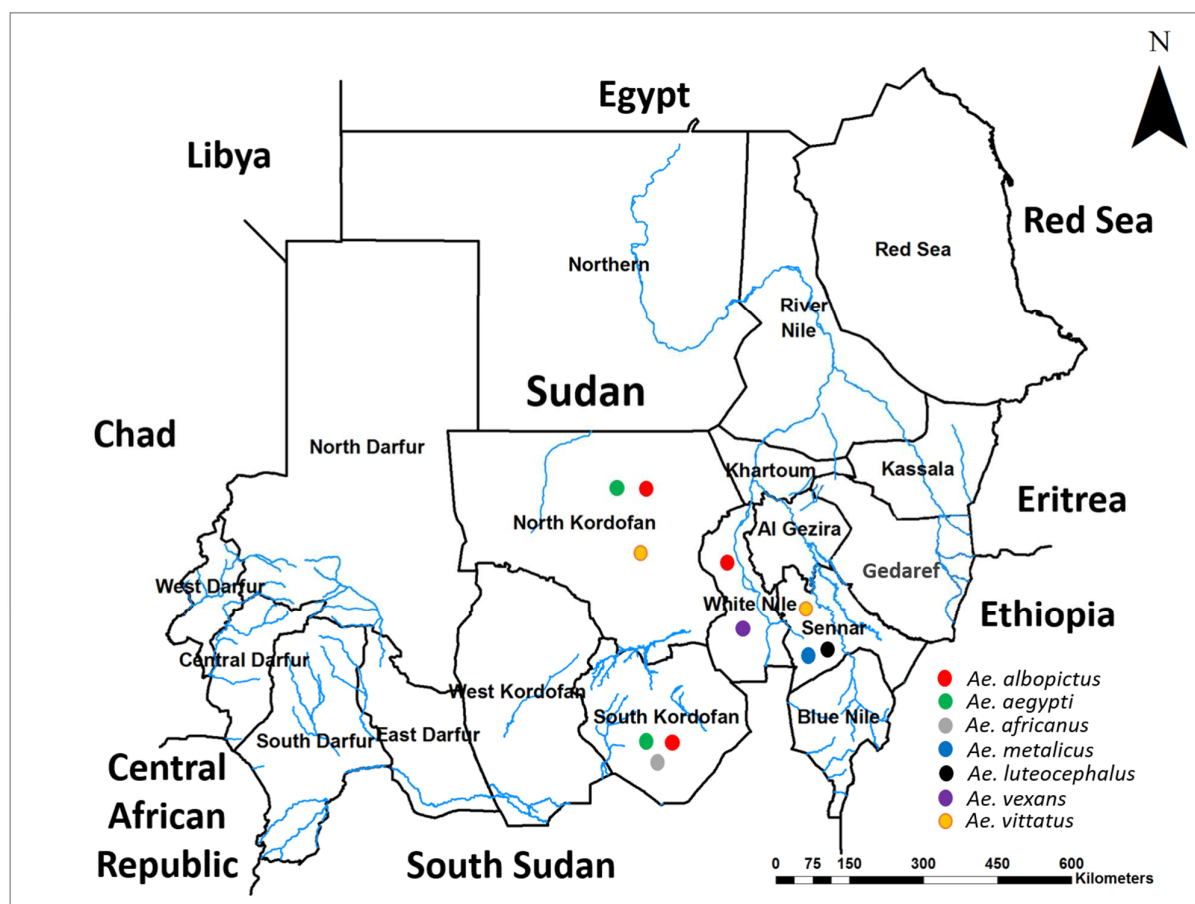 N
Egypt
Libya
Red Sea
Red Sea
Northern
River
Nile
Sudan
Chad
North Darfur
Khartoum
Kassala
Eritrea
North Kordofan
Al Gezira
Gedaref
West Darfur
White Nile
Ethiopia
Sennar
Central Darfur
West Kordofan
South Kordofan
Blue Nile
South Darfur
East Darfur
Central
African
Republic
South Sudan
Ae. albopictus
Ae. aegypti
Ae. africanus
Ae. metalicus
Ae. luteocephalus
Ae. vexans
Ae. vittatus
0 75 150 300 450 600
Kilometers